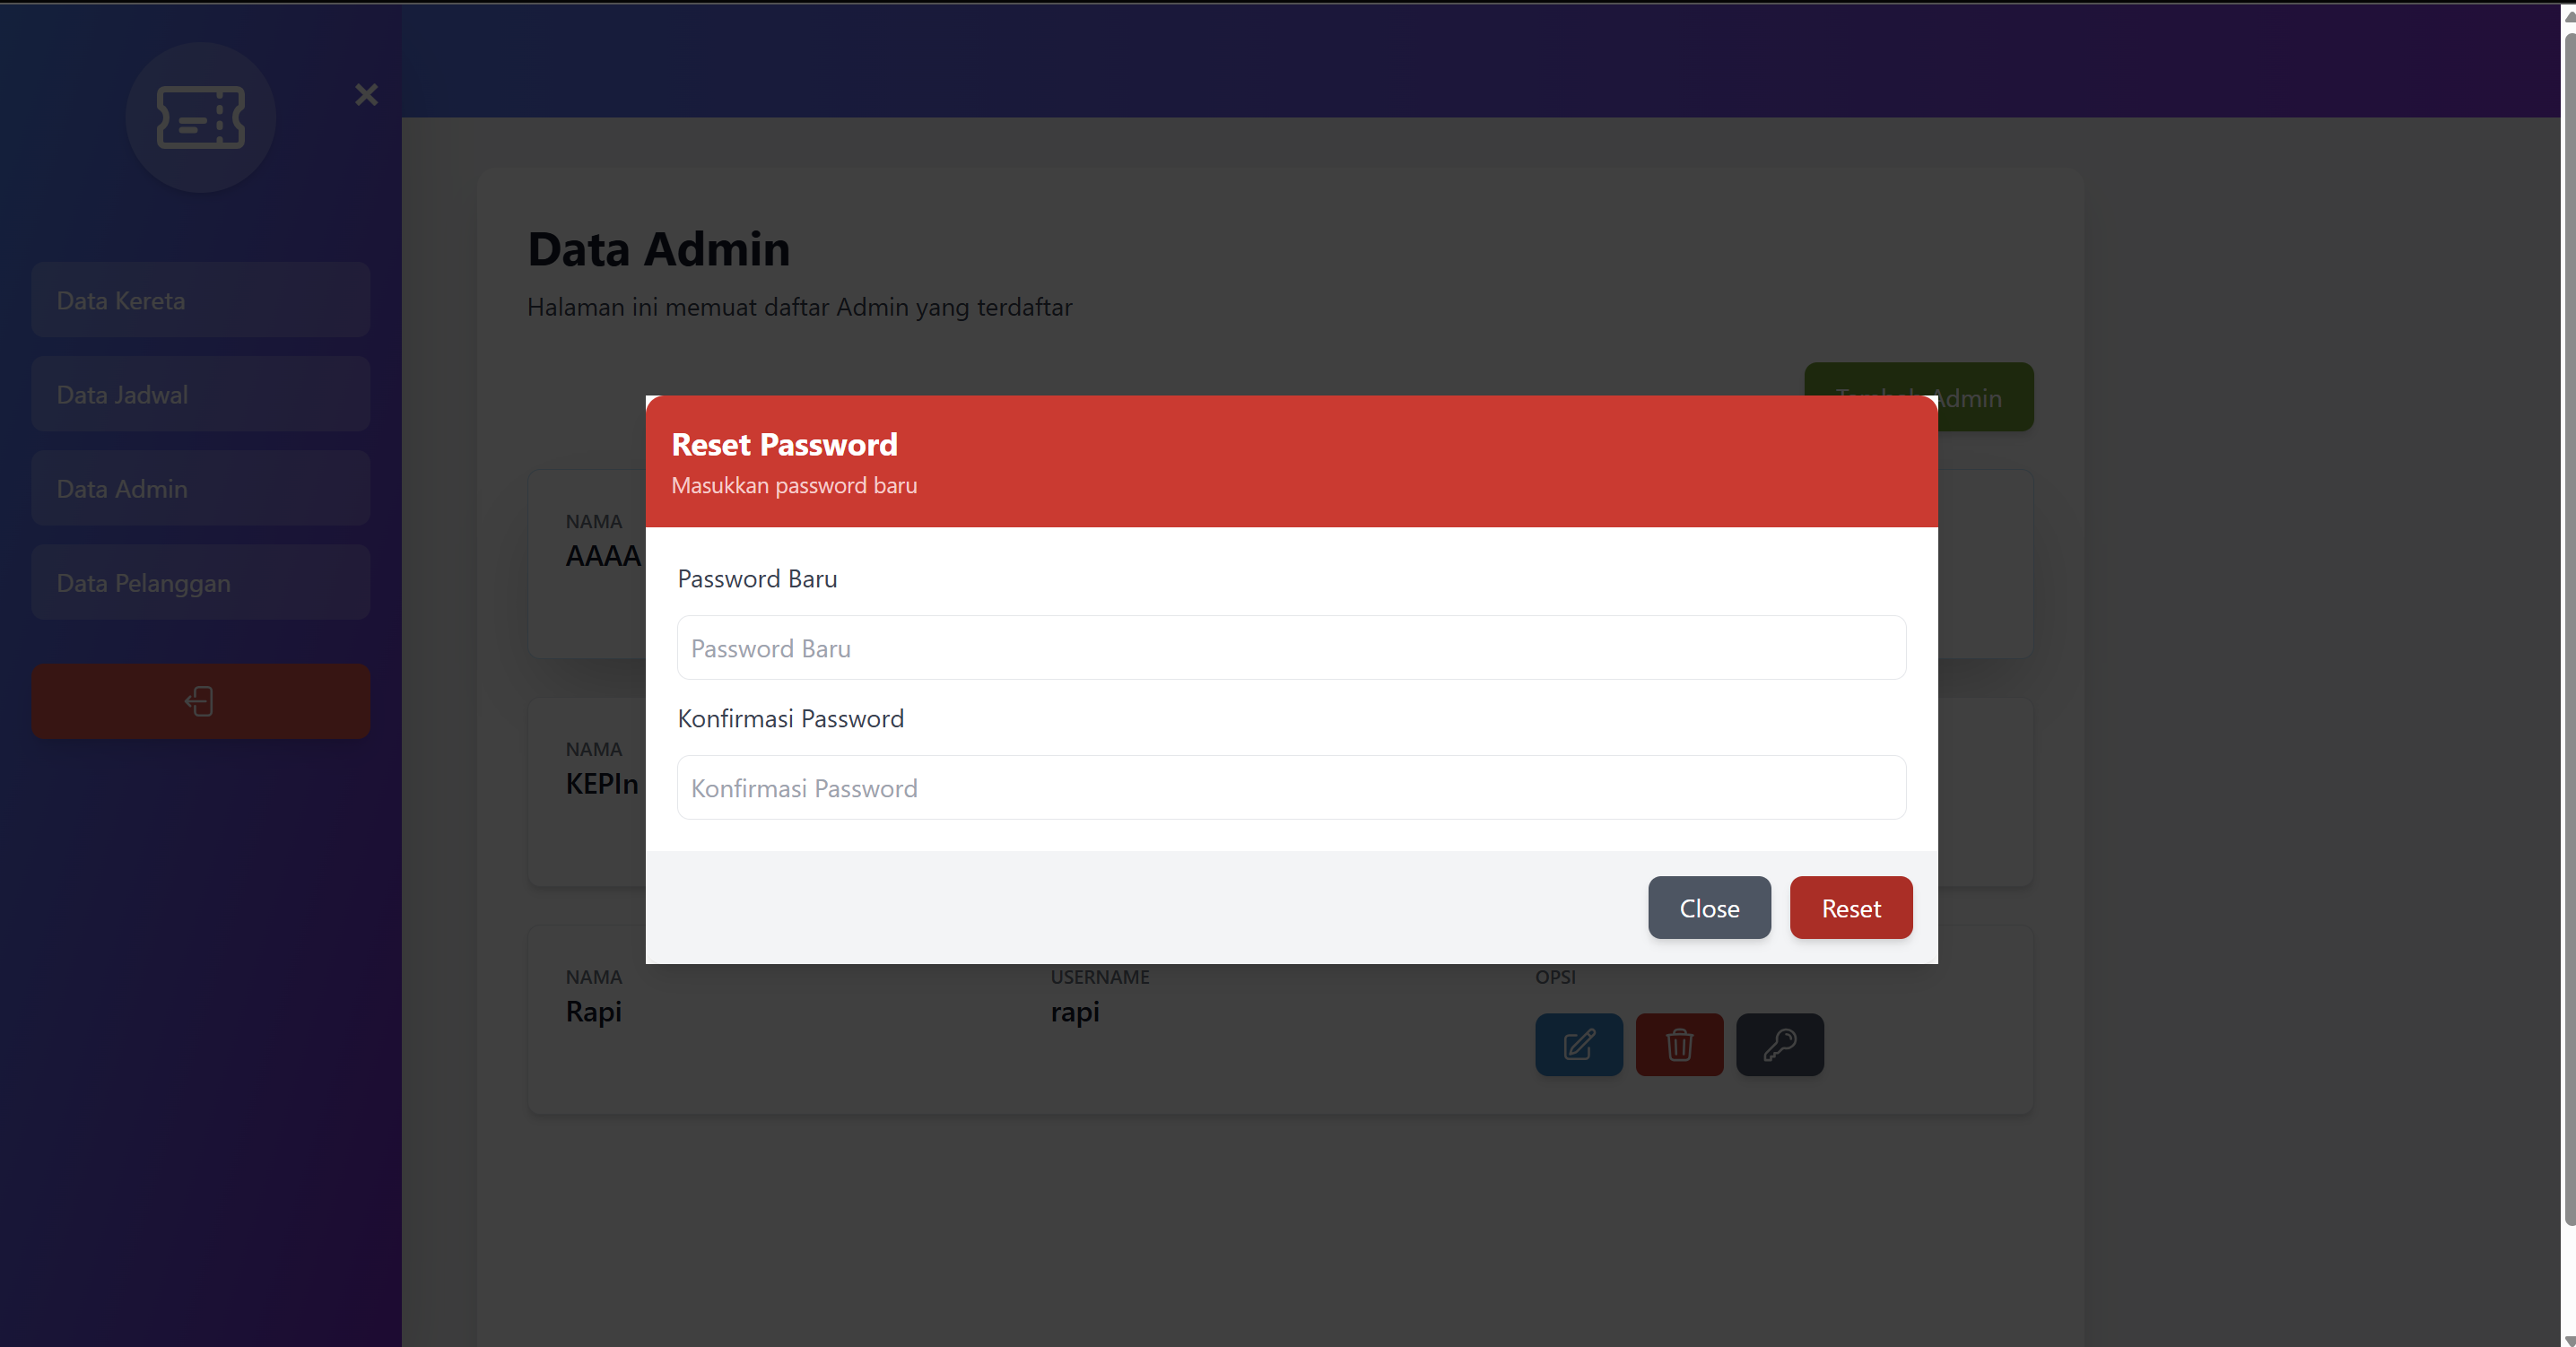 Data Kereta
Data Jadwal
Data Admin
Data Pelanggan
Data Admin
Halaman ini memuat daftar Admin yang terdaftar
Admin
Reset Password
Masukkan password baru
Password Baru
Password Baru
Konfirmasi Password
Konfirmasi Password
Close
Reset
NAMA
AAAA
NAMA
KEPIn
NAMA
Rapi
USERNAME
rapi
OPSI